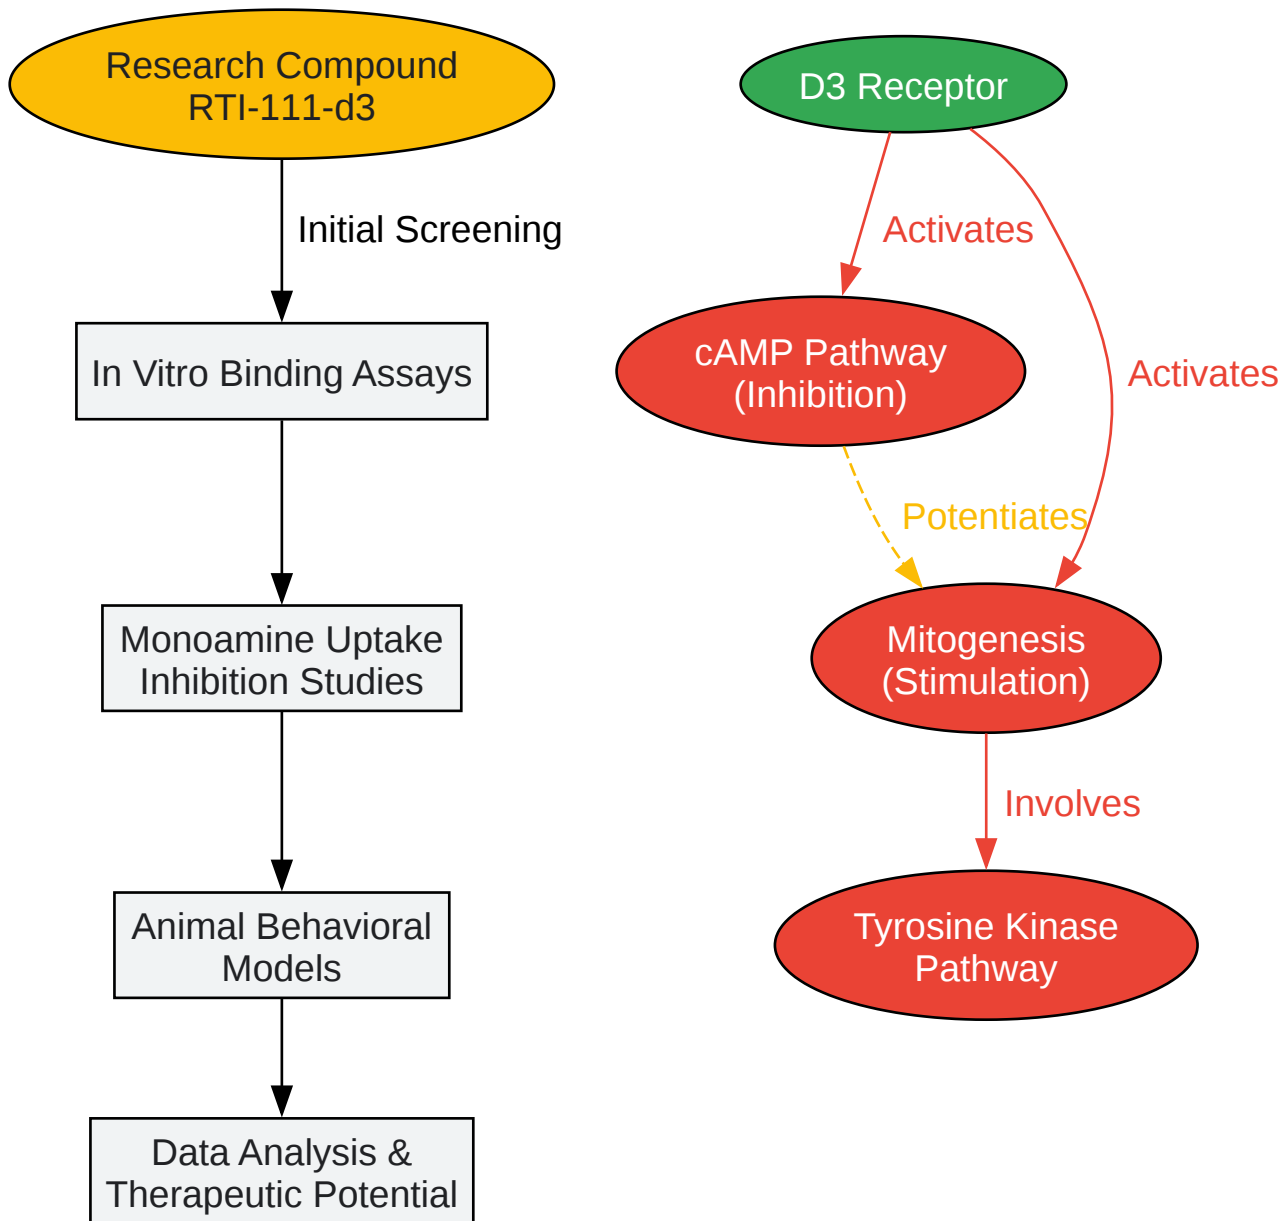 Research Compound
RTI-111-d3
Initial Screening
In Vitro Binding Assays
Monoamine Uptake
Inhibition Studies
Animal Behavioral
Models
Data Analysis &
Therapeutic Potential
D3 Receptor
Activates
Activates
cAMP Pathway
(Inhibition)
Potentiates
Mitogenesis
(Stimulation)
Involves
Tyrosine Kinase
Pathway